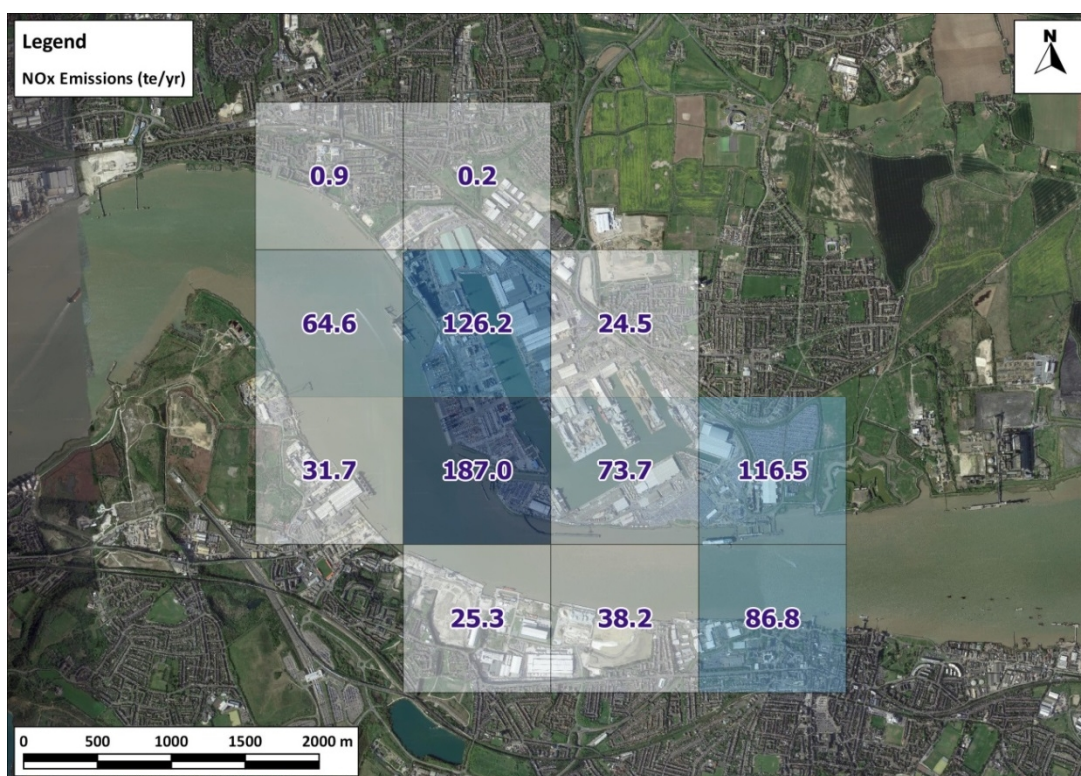 Legend
NOx Emissions (te/yr)
N
0.9 0.2
64.6 126.2 24.5
31.7 187.0 73.7 116.5
25.3 38.2 86.8
0 500 1000 1500 2000 m